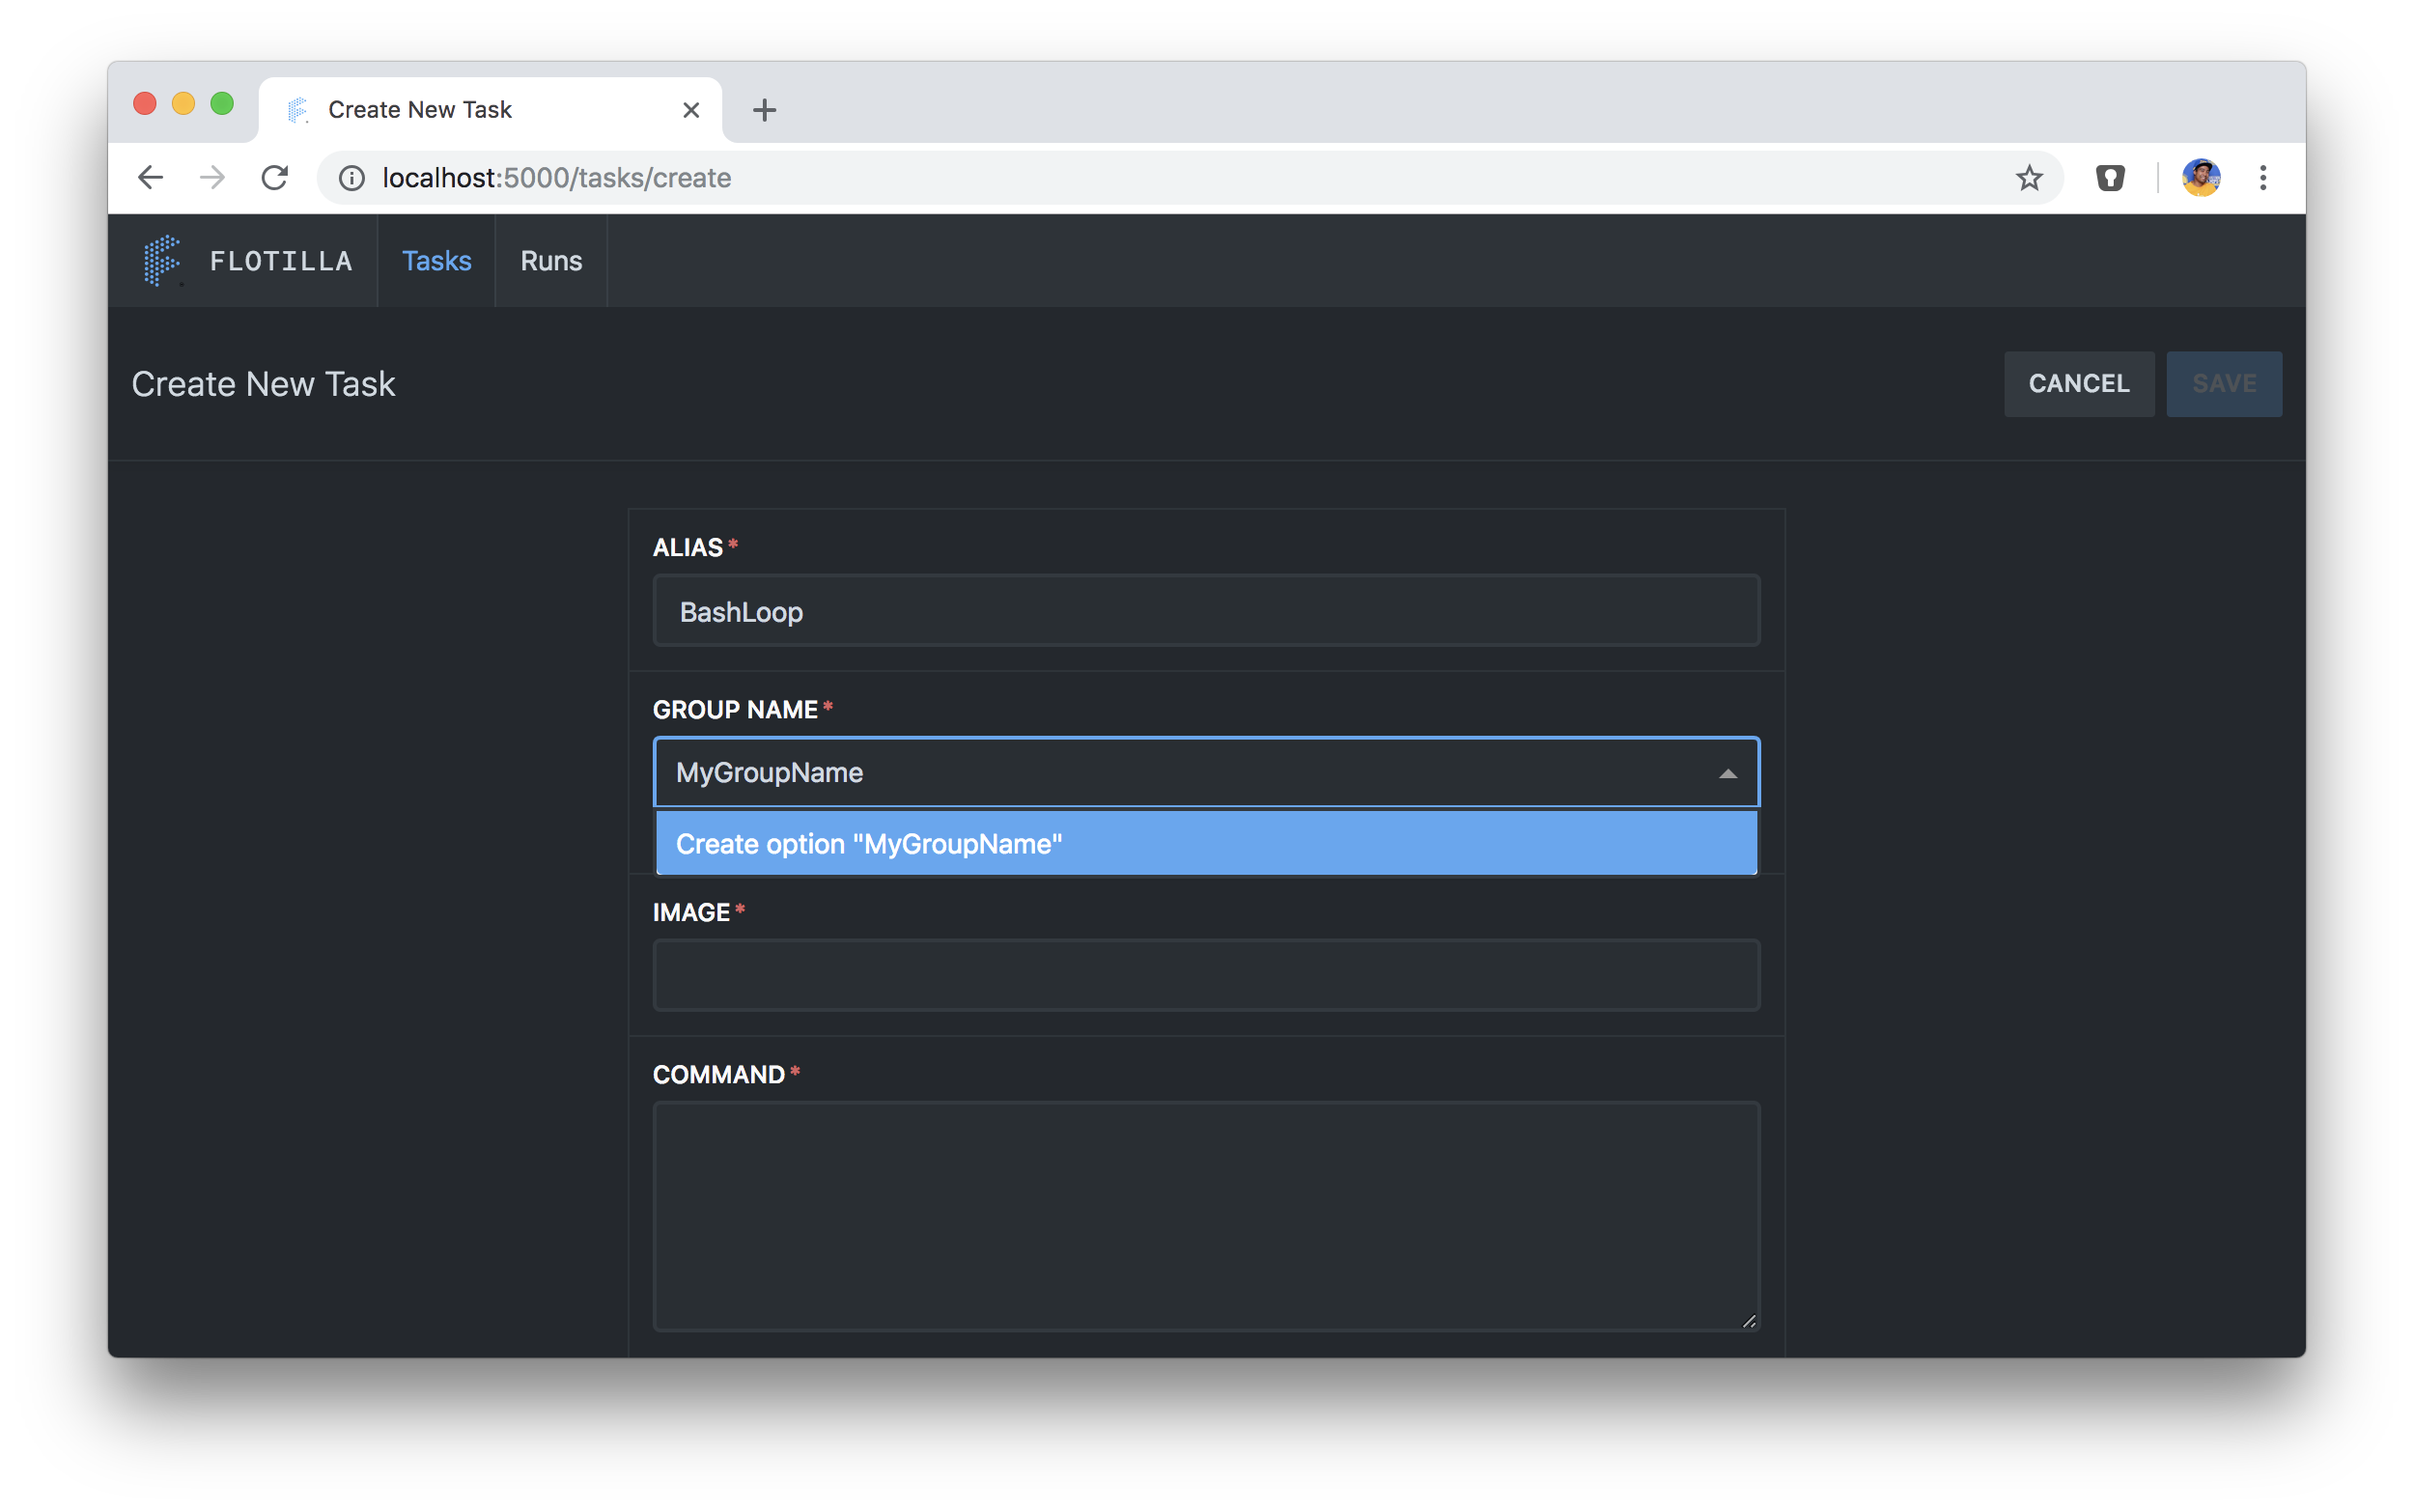 Create New Task
localhost:5000/tasks/create
FLOTILLA Tasks Runs
Create New Task CANCEL SAVE
ALIAS*
BashLoop
GROUP NAME*
MyGroupName
Create option "MyGroupName"
IMAGE*
COMMAND*